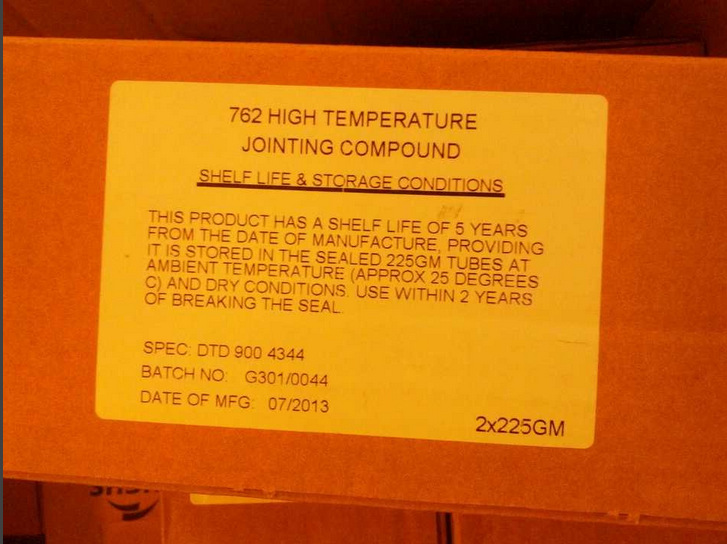 762 HIGH TEMPERATURE
JOINTING COMPOUND
SHELF LIFE & STORAGE CONDITIONS
THIS PRODUCT HAS A SHELF LIFE OF 5 YEARS
FROM THE DATE OF MANUFACTURE, PROVIDING
IT IS STORED IN THE SEALED 225GM TUBES AT
AMBIENT TEMPERATURE (APPROX 25 DEGREES
C) AND DRY CONDITIONS. USE WITHIN 2 YEARS
OF BREAKING THE SEAL.
SPEC: DTD 900 4344
BATCH NO: G301/0044
DATE OF MFG: 07/2013
2x225GM